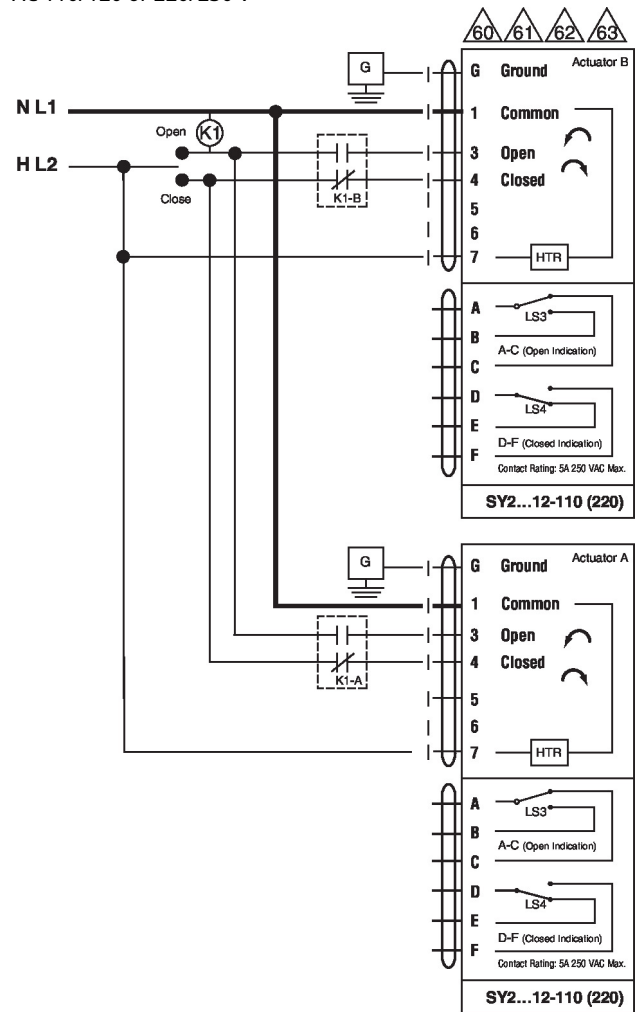 60 61 62 63
G
G Ground
Actuator B
N L1
1 Common
Open
K1
3 Open
H L2
4 Closed
Close
K1-B
5
6
7
HTR
A
LS3
B
A-C (Open Indication)
C
D
LS4
E
D-F (Closed Indication)
F
Contact Rating: 5A 250 VAC Max.
SY2...12-110 (220)
G
G Ground
Actuator A
1 Common
3 Open
4 Closed
K1-A
5
6
7
HTR
A
LS3
B
A-C (Open Indication)
C
D
LS4
E
D-F (Closed Indication)
F
Contact Rating: 5A 250 VAC Max.
SY2...12-110 (220)